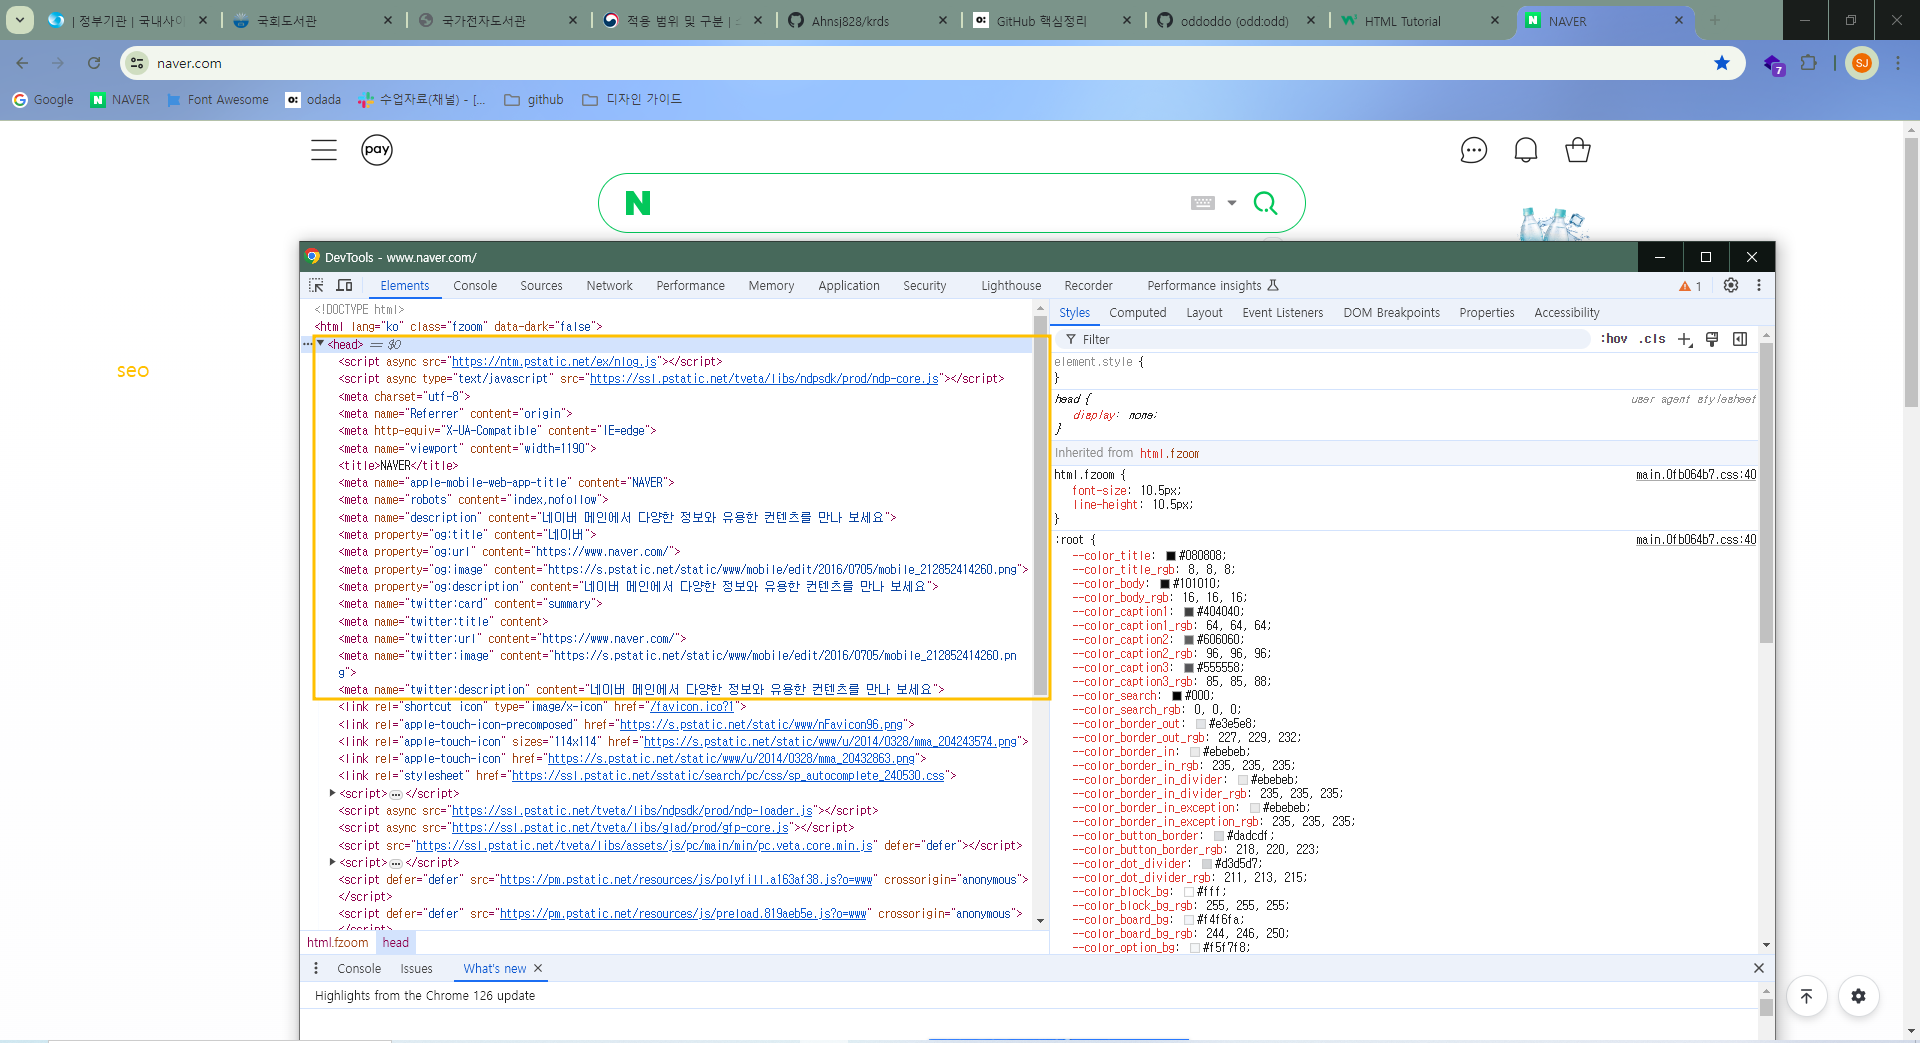 | 정부기관 | 국내사이
국회도서관
국가전자도서관
적용 범위 및 구분 |
Ahnsj828/krds
GitHub 핵심정리
oddoddo (odd:odd)
HTML Tutorial
NAVER
naver.com
7
SJ
Google
NAVER
Font Awesome
odada
수업자료(채널) - [...
github
디자인 가이드
pay
N
DevTools - www.naver.com/
Elements Console Sources Network Performance Memory Application Security Lighthouse Recorder Performance insights
1
seo
<!DOCTYPE html>
<html lang="ko" class="fzoom" data-dark="false">
<head> == $0
<script async src="https://ntm.pstatic.net/ex/nlog.js"></script>
<script async type="text/javascript" src="https://ssl.pstatic.net/tveta/libs/ndpsdk/prod/ndp-core.js"></script>
<meta charset="utf-8">
<meta name="Referrer" content="origin">
<meta http-equiv="X-UA-Compatible" content="IE=edge">
<meta name="viewport" content="width=1190">
<title>NAVER</title>
<meta name="apple-mobile-web-app-title" content="NAVER">
<meta name="robots" content="index,nofollow">
<meta name="description" content="네이버 메인에서 다양한 정보와 유용한 컨텐츠를 만나 보세요">
<meta property="og:title" content="네이버">
<meta property="og:url" content="https://www.naver.com/">
<meta property="og:image" content="https://s.pstatic.net/static/www/mobile/edit/2016/0705/mobile_212852414260.png">
<meta property="og:description" content="네이버 메인에서 다양한 정보와 유용한 컨텐츠를 만나 보세요">
<meta name="twitter:card" content="summary">
<meta name="twitter:title" content>
<meta name="twitter:url" content="https://www.naver.com/">
<meta name="twitter:image" content="https://s.pstatic.net/static/www/mobile/edit/2016/0705/mobile_212852414260.pn
g">
<meta name="twitter:description" content="네이버 메인에서 다양한 정보와 유용한 컨텐츠를 만나 보세요">
<link rel="shortcut icon" type="image/x-icon" href="/favicon.ico?1">
<link rel="apple-touch-icon-precomposed" href="https://s.pstatic.net/static/www/nFavicon96.png">
<link rel="apple-touch-icon" sizes="114x114" href="https://s.pstatic.net/static/www/u/2014/0328/mma_204243574.png">
<link rel="apple-touch-icon" href="https://s.pstatic.net/static/www/u/2014/0328/mma_20432863.png">
<link rel="stylesheet" href="https://ssl.pstatic.net/sstatic/search/pc/css/sp_autocomplete_240530.css">
<script>…</script>
<script async src="https://ssl.pstatic.net/tveta/libs/ndpsdk/prod/ndp-loader.js"></script>
<script async src="https://ssl.pstatic.net/tveta/libs/glad/prod/gfp-core.js"></script>
<script src="https://ssl.pstatic.net/tveta/libs/assets/js/pc/main/min/pc.veta.core.min.js" defer="defer"></script>
<script>…</script>
<script defer="defer" src="https://pm.pstatic.net/resources/js/polyfill.a163af38.js?o=www" crossorigin="anonymous">
</script>
<script defer="defer" src="https://pm.pstatic.net/resources/js/preload.819aeb5e.js?o=www" crossorigin="anonymous">
</script>
html.fzoom head
Styles Computed Layout Event Listeners DOM Breakpoints Properties Accessibility
Filter :hov .cls
element.style {
}
head { user agent stylesheet
display: none;
}
Inherited from html.fzoom
html.fzoom { main.0fb064b7.css:40
font-size: 10.5px;
line-height: 10.5px;
}
:root { main.0fb064b7.css:40
--color_title: #080808;
--color_title_rgb: 8, 8, 8;
--color_body: #101010;
--color_body_rgb: 16, 16, 16;
--color_caption1: #404040;
--color_caption1_rgb: 64, 64, 64;
--color_caption2: #606060;
--color_caption2_rgb: 96, 96, 96;
--color_caption3: #555558;
--color_caption3_rgb: 85, 85, 88;
--color_search: #000;
--color_search_rgb: 0, 0, 0;
--color_border_out: #e3e5e8;
--color_border_out_rgb: 227, 229, 232;
--color_border_in: #ebebeb;
--color_border_in_rgb: 235, 235, 235;
--color_border_in_divider: #ebebeb;
--color_border_in_divider_rgb: 235, 235, 235;
--color_border_in_exception: #ebebeb;
--color_border_in_exception_rgb: 235, 235, 235;
--color_button_border: #dadcdf;
--color_button_border_rgb: 218, 220, 223;
--color_dot_divider: #d3d5d7;
--color_dot_divider_rgb: 211, 213, 215;
--color_block_bg: #fff;
--color_block_bg_rgb: 255, 255, 255;
--color_board_bg: #f4f6fa;
--color_board_bg_rgb: 244, 246, 250;
--color_option_bg: #f5f7f8;
Console Issues What's new
Highlights from the Chrome 126 update